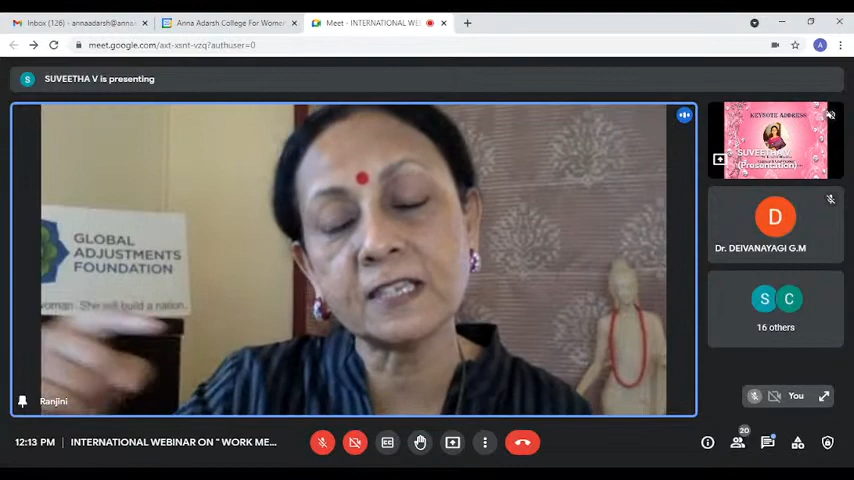 Inbox (126) - annaadarsh@anna
Anna Adarsh College For Women
Meet - INTERNATIONAL WE
meet.google.com/axt-xsnt-vzq?authuser=0
A
S
SUVEETHA V is presenting
GLOBAL
ADJUSTMENTS
FOUNDATION
woman. She will build a nation.
Ranjini
KEYNOTE ADDRESS
SUVEETHA V
(Presentation)
D
Dr. DEIVANAYAGI G.M
S C
16 others
You
12:13 PM | INTERNATIONAL WEBINAR ON " WORK ME...
20